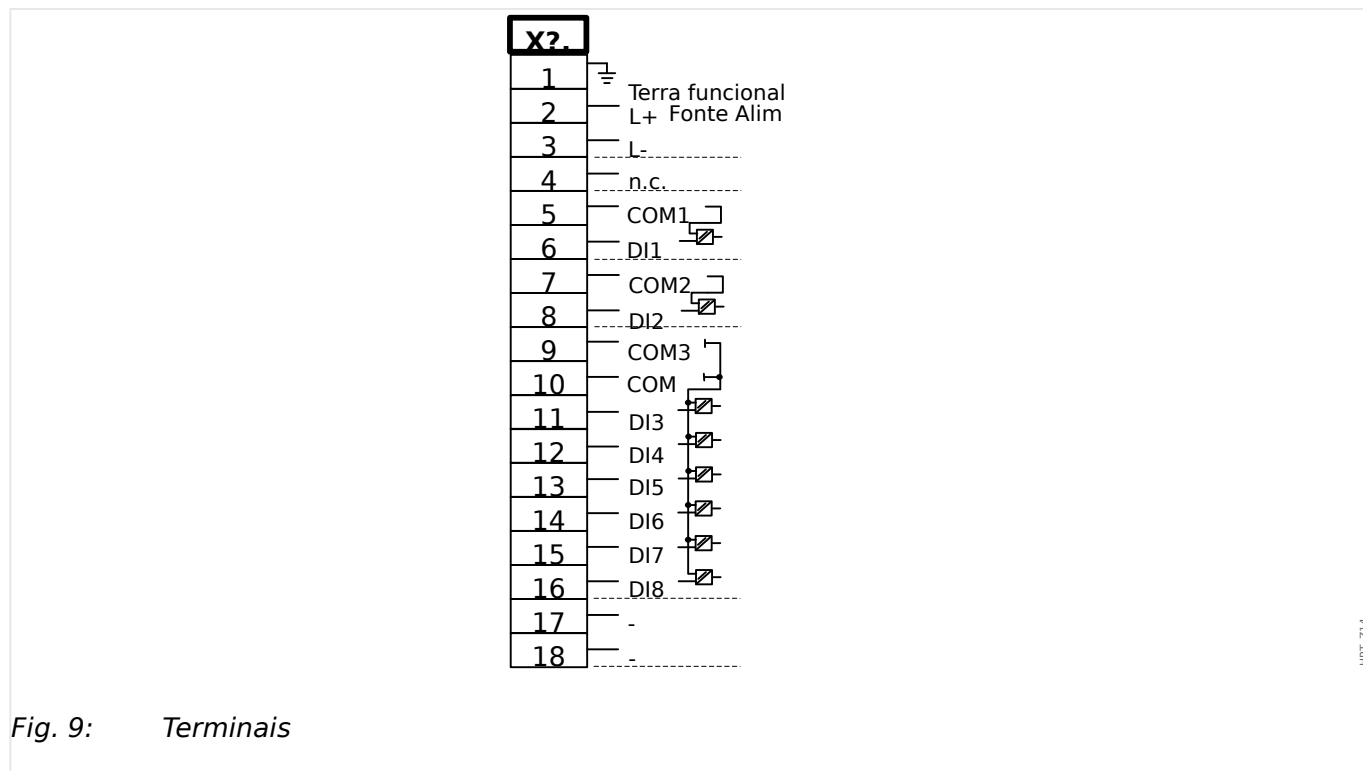 X?.
1
Terra funcional
2 L+ Fonte Alim
3 L-
4 n.c.
5 COM1
6 DI1
7 COM2
8 DI2
9 COM3
10 COM
11 DI3
12 DI4
13 DI5
14 DI6
15 DI7
16 DI8
17 -
18 -
Fig. 9: Terminais